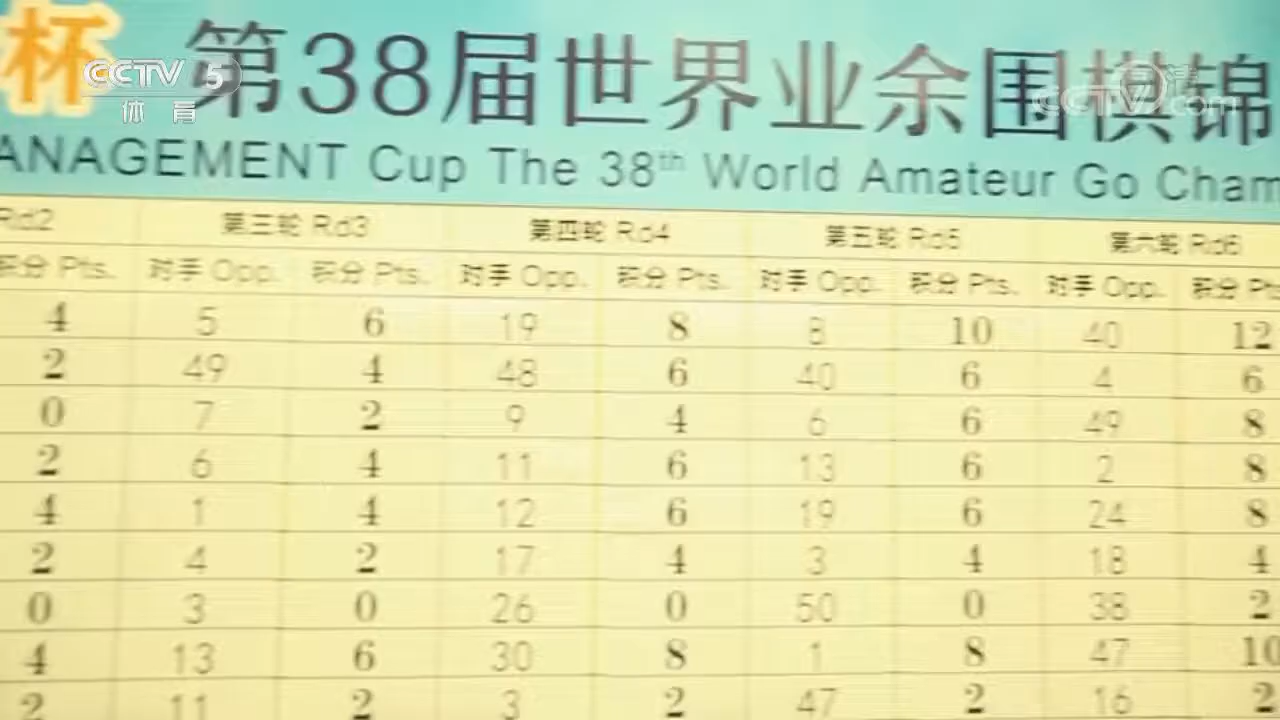 杯 第38届世界业余围棋锦
CCTV 5
体育
CCTV.com
ANAGEMENT Cup The 38th World Amateur Go Cham
Rd2 第三轮 Rd3 第四轮 Rd4 第五轮 Rd5 第六轮 Rd6
积分 Pts. 对手 Opp. 积分 Pts. 对手 Opp. 积分 Pts. 对手 Opp. 积分 Pts. 对手 Opp. 积分 Pts
4 5 6 19 8 8 10 40 12
2 49 4 48 6 40 6 4 6
0 7 2 9 4 6 6 49 8
2 6 4 11 6 13 6 2 8
4 1 4 12 6 19 6 24 8
2 4 2 17 4 3 4 18 4
0 3 0 26 0 50 0 38 2
4 13 6 30 8 1 8 47 10
2 11 2 3 2 47 2 16 2